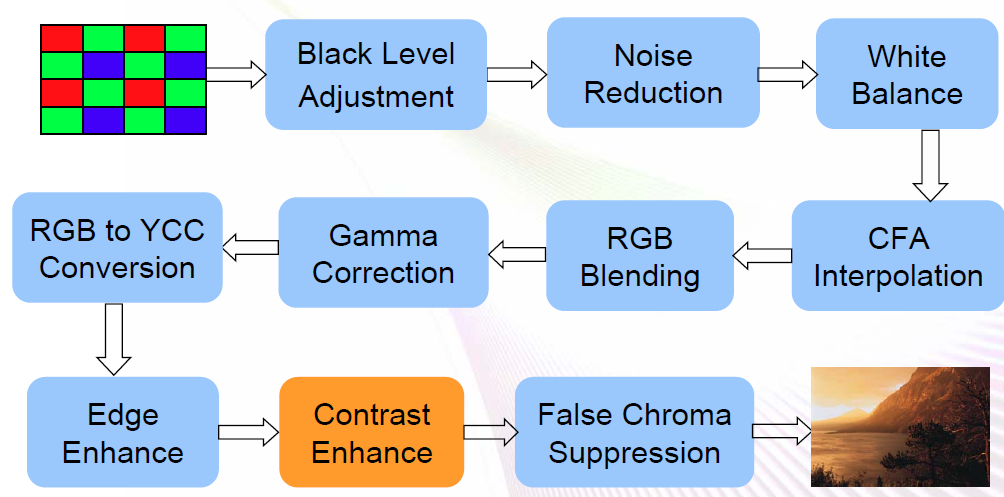 Black Level
Adjustment
Noise
Reduction
White
Balance
RGB to YCC
Conversion
Gamma
Correction
RGB
Blending
CFA
Interpolation
Edge
Enhance
Contrast
Enhance
False Chroma
Suppression